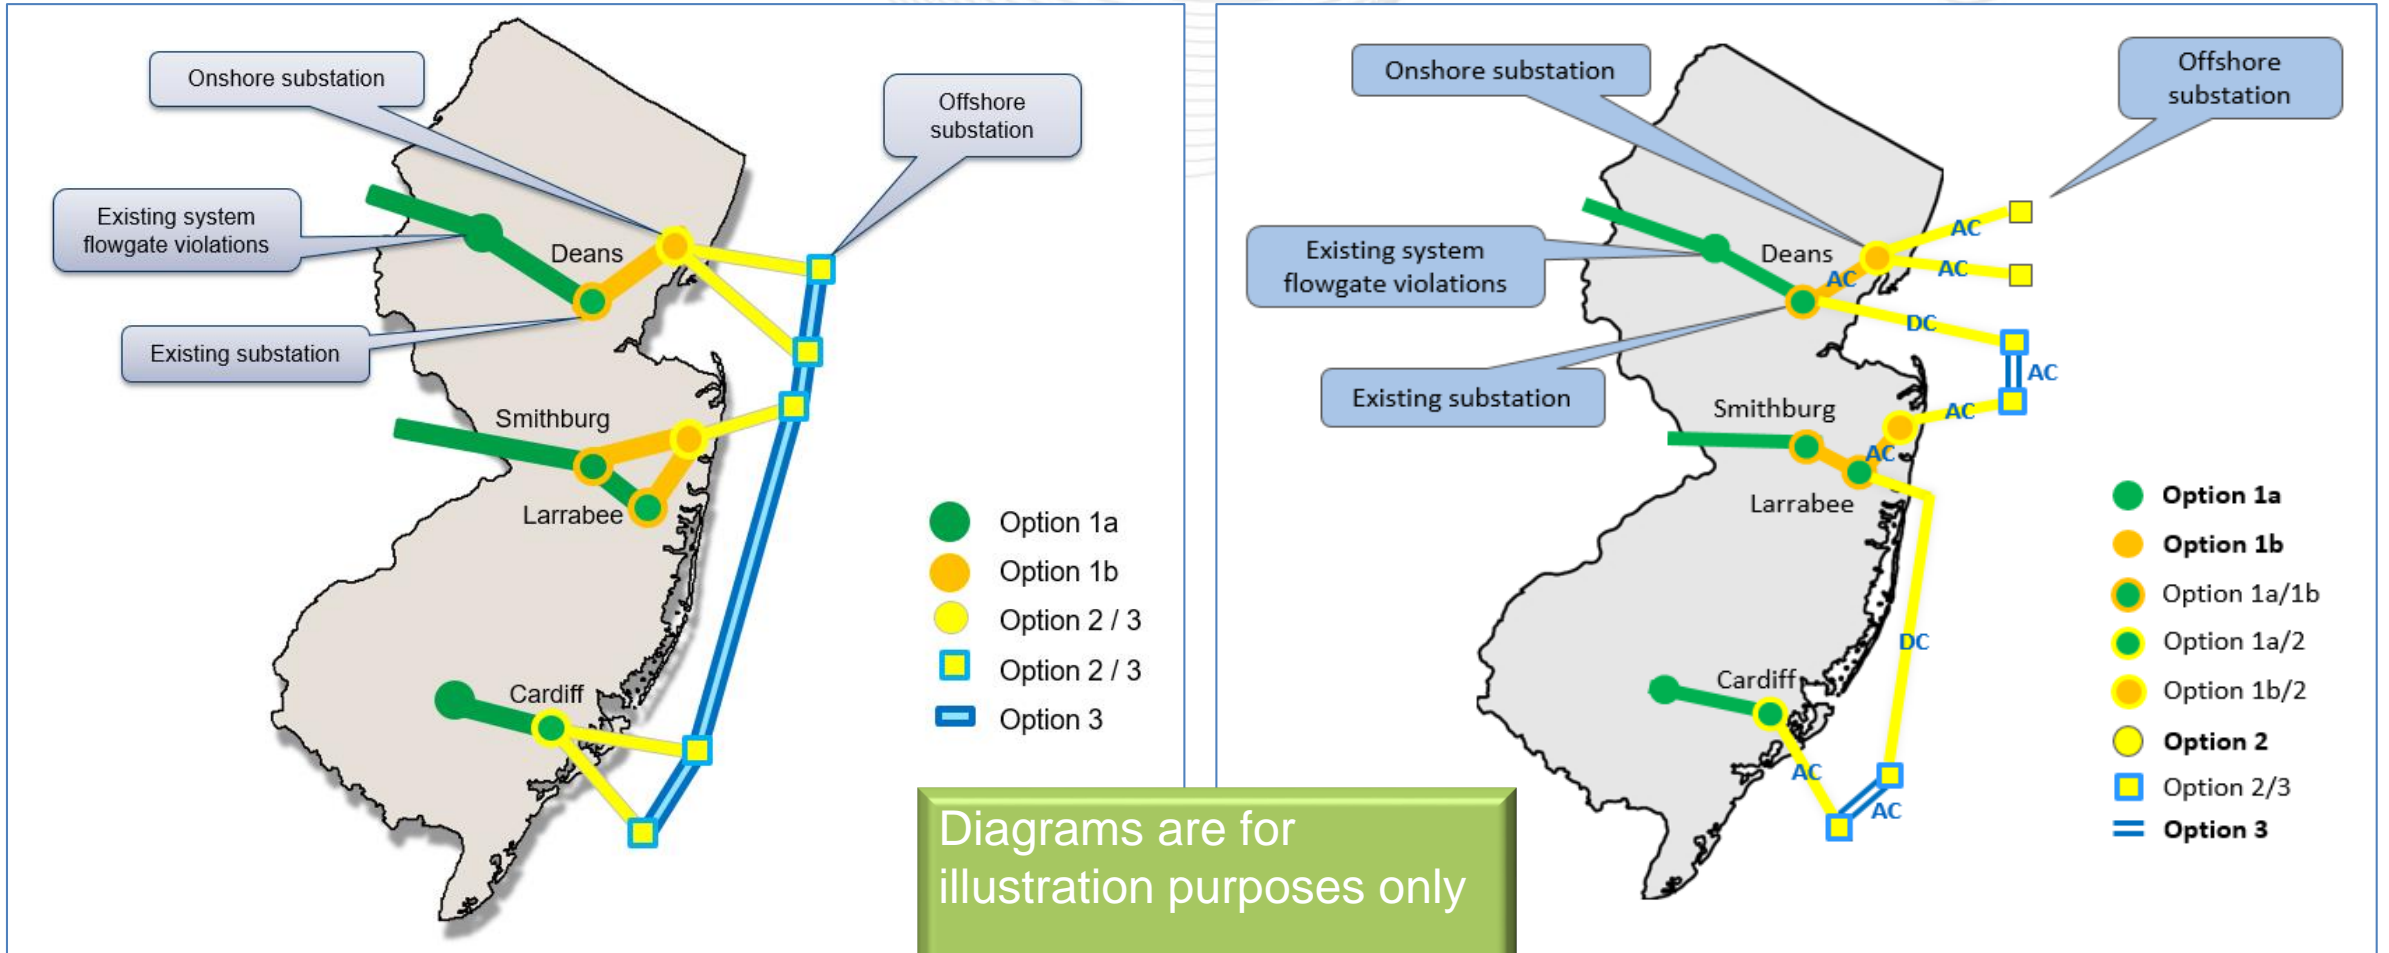 Onshore substation
Offshore
substation
Existing system
flowgate violations
Deans
Existing substation
Smithburg
Larrabee
Cardiff
Option 1a
Option 1b
Option 2 / 3
Option 2 / 3
Option 3
Onshore substation
Offshore
substation
AC
Existing system
flowgate violations
Deans
AC
AC
DC
AC
Existing substation
Smithburg
AC
AC
Larrabee
DC
Cardiff
AC
AC
Option 1a
Option 1b
Option 1a/1b
Option 1a/2
Option 1b/2
Option 2
Option 2/3
Option 3
Diagrams are for
illustration purposes only